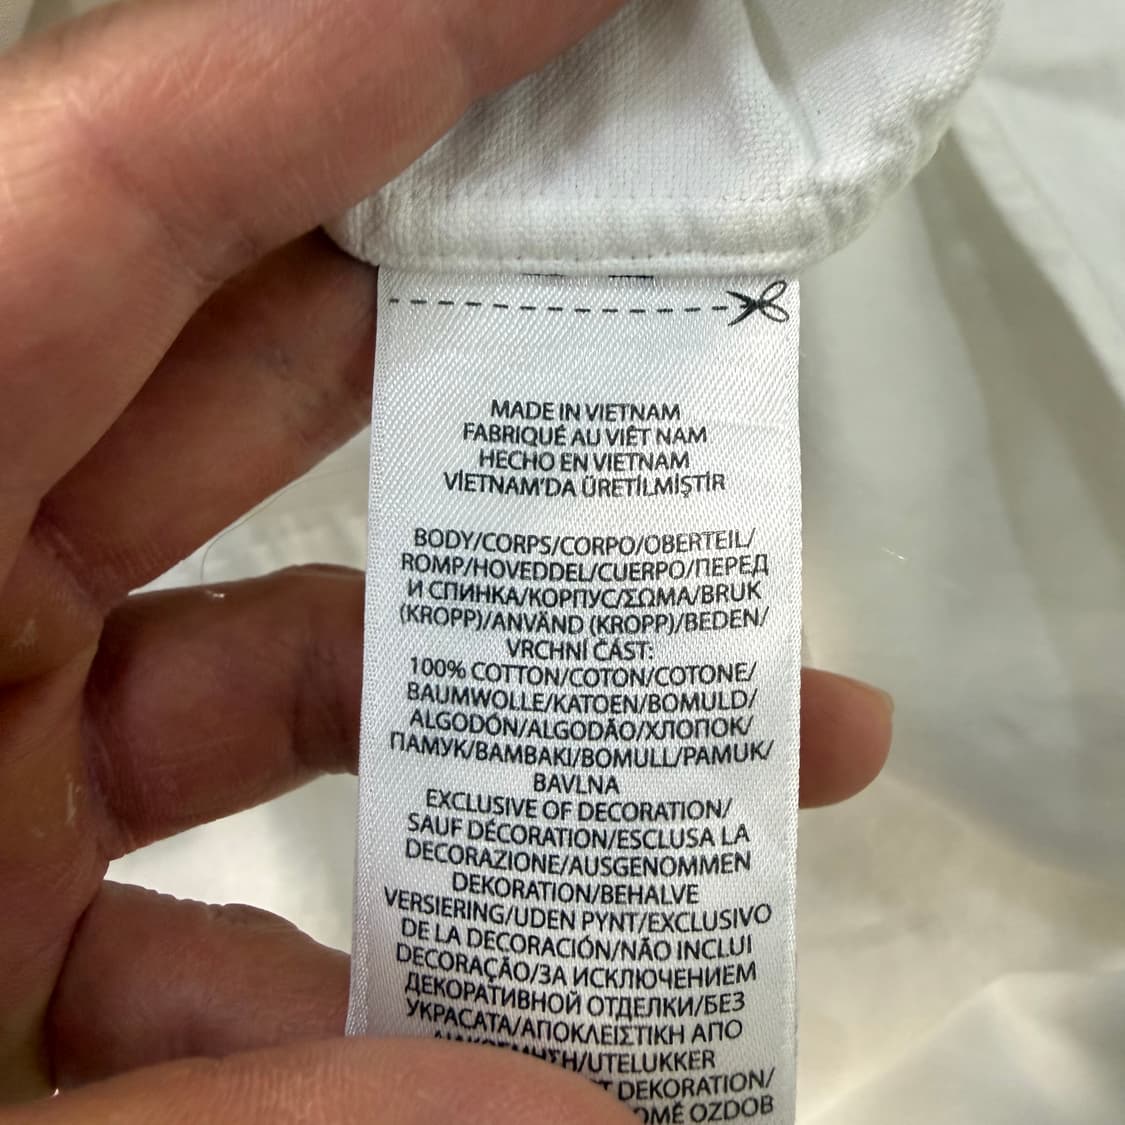 MADE IN VIETNAM
FABRIQUÉ AU VIÊT NAM
HECHO EN VIETNAM
VİETNAM'DA ÜRETİLMİŞTİR
BODY/CORPS/CORPO/OBERTEIL/
ROMP/HOVEDDEL/CUERPO/ПЕРЕД
И СПИНКА/КОРПУС/ΣΩΜΑ/BRUK
(KROPP)/ANVÄND (KROPP)/BEDEN/
VRCHNÍ ČÁST:
100% COTTON/COTON/COTONE/
BAUMWOLLE/KATOEN/BOMULD/
ALGODÓN/ALGODÃO/ХЛОПОК/
ПАМУК/BAMBAKI/BOMULL/PAMUK/
BAVLNA
EXCLUSIVE OF DECORATION/
SAUF DÉCORATION/ESCLUSA LA
DECORAZIONE/AUSGENOMMEN
DEKORATION/BEHALVE
VERSIERING/UDEN PYNT/EXCLUSIVO
DE LA DECORACIÓN/NÃO INCLUI
DECORAÇÃO/ЗА ИСКЛЮЧЕНИЕМ
ДЕКОРАТИВНОЙ ОТДЕЛКИ/БЕЗ
УКРАСАТА/ΑΠΟΚΛΕΙΣΤΙΚΗ ΑΠΟ
/UTELUKKER
DEKORATION/
OZDOB